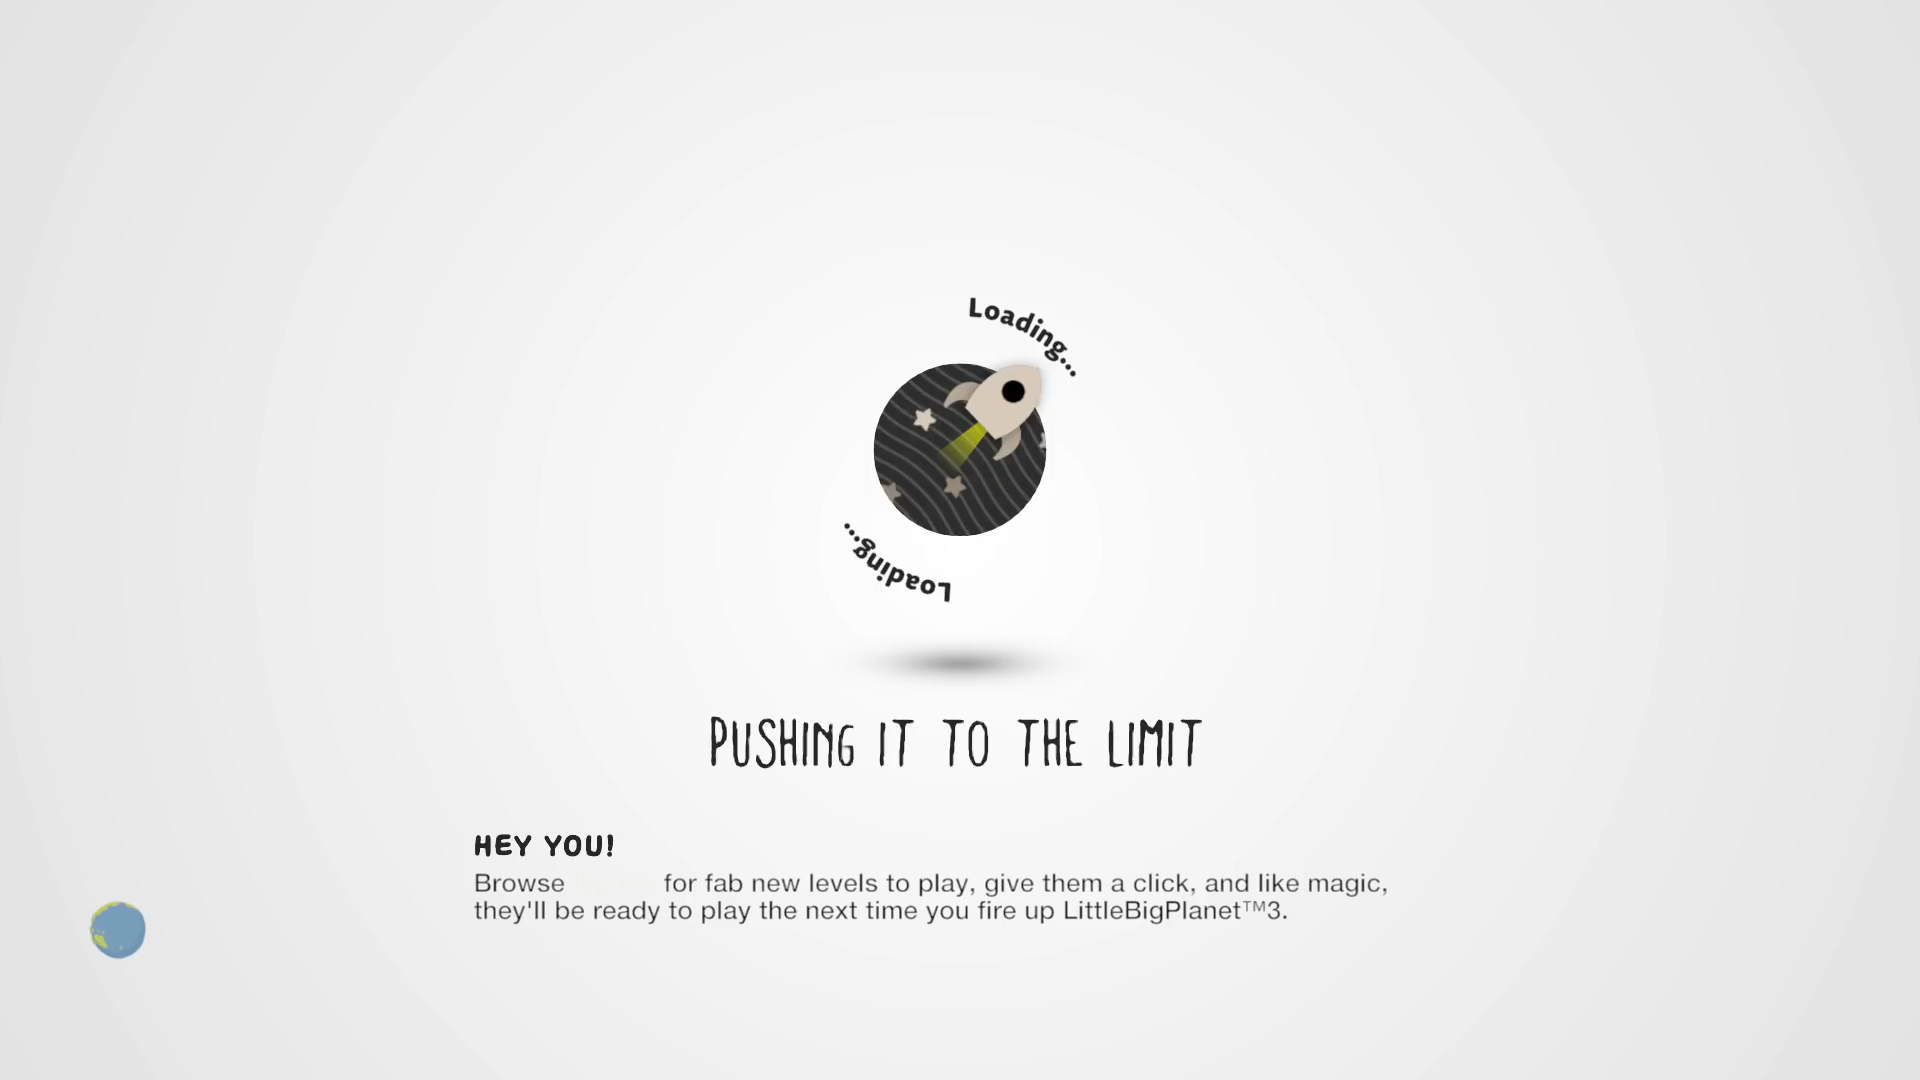 Loading...
Loading...
PUSHING IT TO THE LIMIT
HEY YOU!
Browse for fab new levels to play, give them a click, and like magic,
they'll be ready to play the next time you fire up LittleBigPlanet™3.